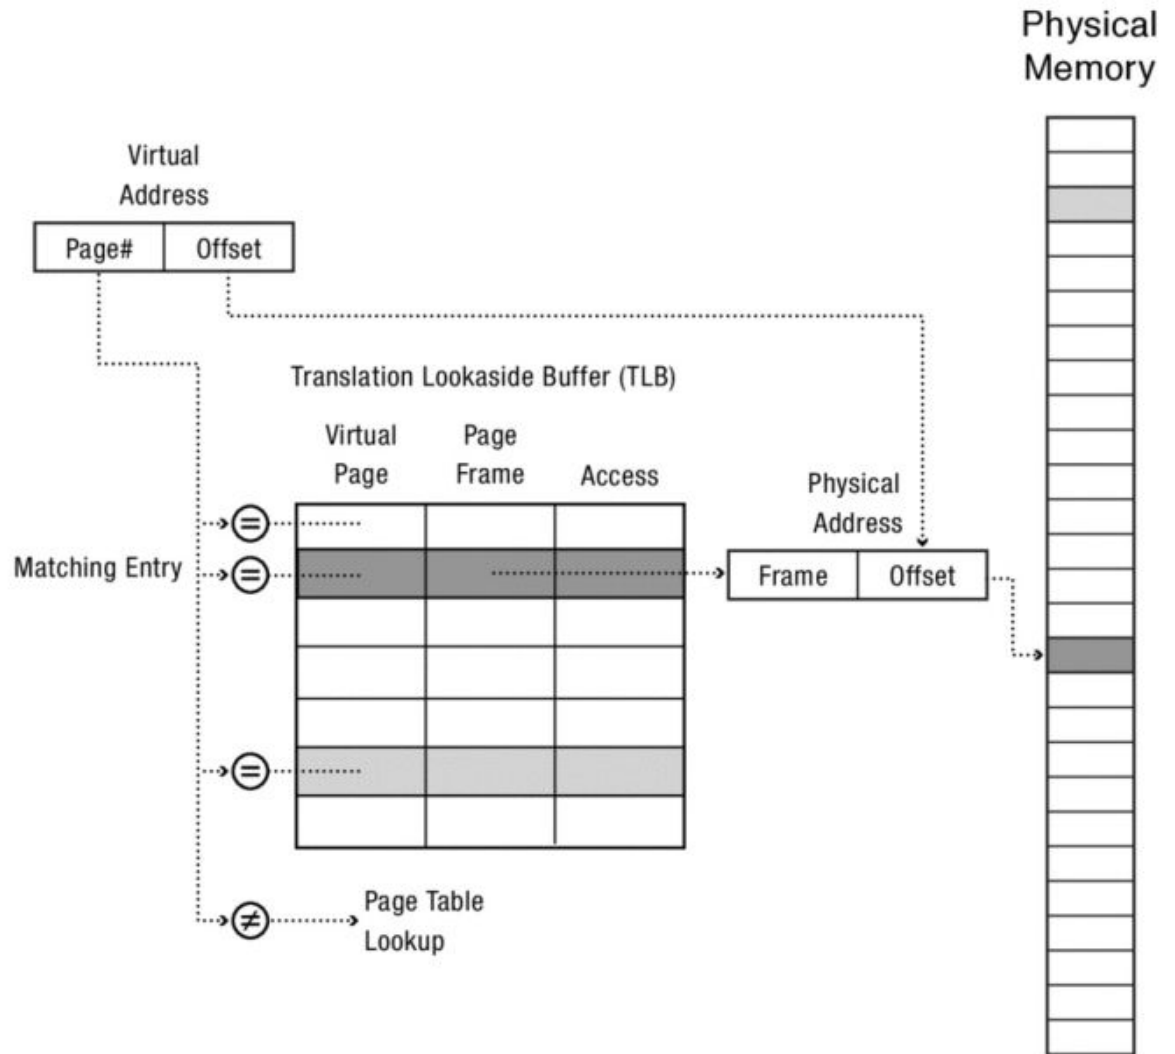 Physical
Memory
Virtual
Address
Page# Offset
Translation Lookaside Buffer (TLB)
Virtual
Page
Page
Frame
Access
Physical
Address
=
Matching Entry
=
Frame Offset
=
≠
Page Table
Lookup